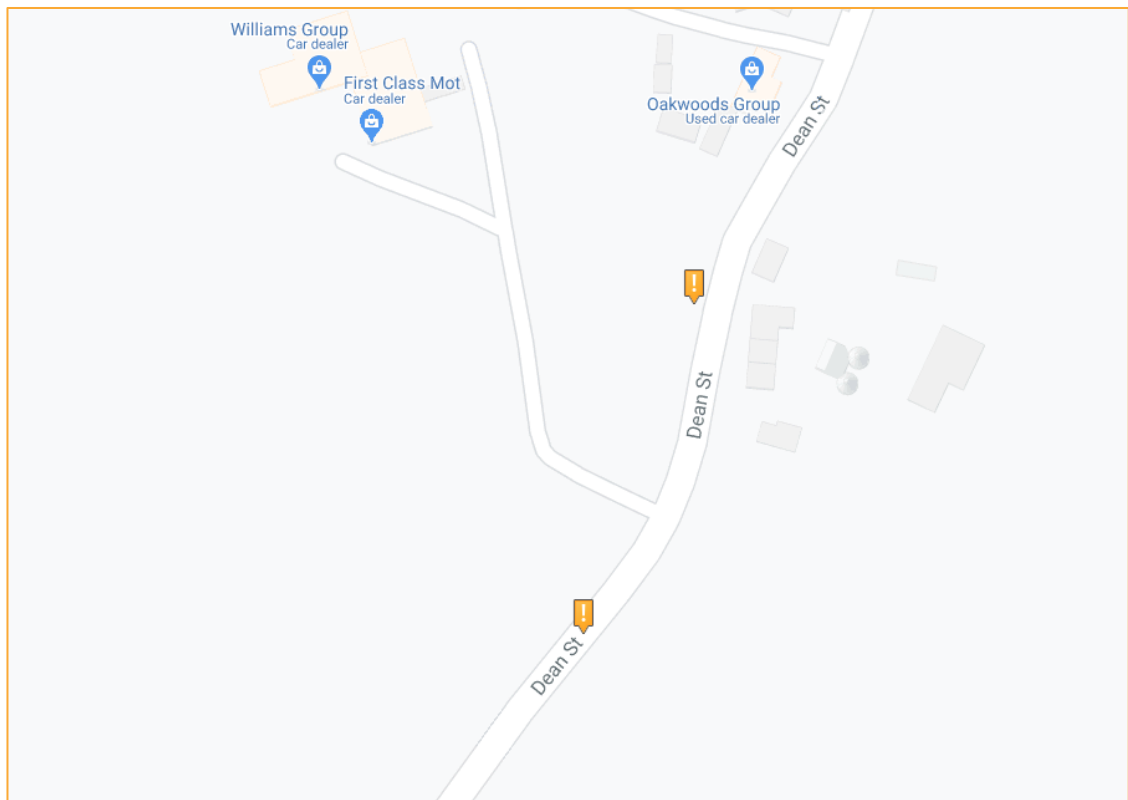 Williams Group
Car dealer
First Class Mot
Car dealer
Oakwoods Group
Used car dealer
Dean St
Dean St
Dean St